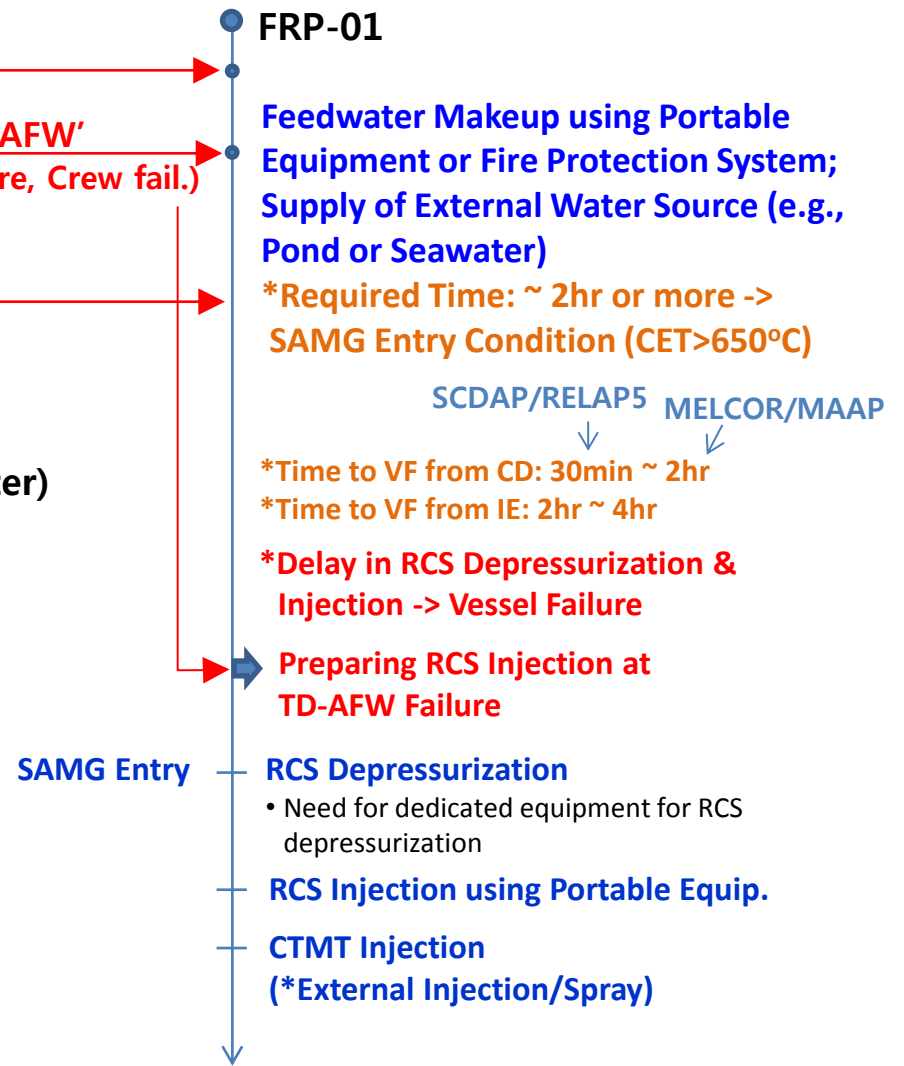 FRP-01
AFW’
re, Crew fail.)
Feedwater Makeup using Portable
Equipment or Fire Protection System;
Supply of External Water Source (e.g.,
Pond or Seawater)
*Required Time: ~ 2hr or more ->
SAMG Entry Condition (CET>650°C)
SCDAP/RELAP5 MELCOR/MAAP
ter)
*Time to VF from CD: 30min ~ 2hr
*Time to VF from IE: 2hr ~ 4hr
*Delay in RCS Depressurization &
Injection -> Vessel Failure
Preparing RCS Injection at
TD-AFW Failure
SAMG Entry
RCS Depressurization
• Need for dedicated equipment for RCS
depressurization
RCS Injection using Portable Equip.
CTMT Injection
(*External Injection/Spray)